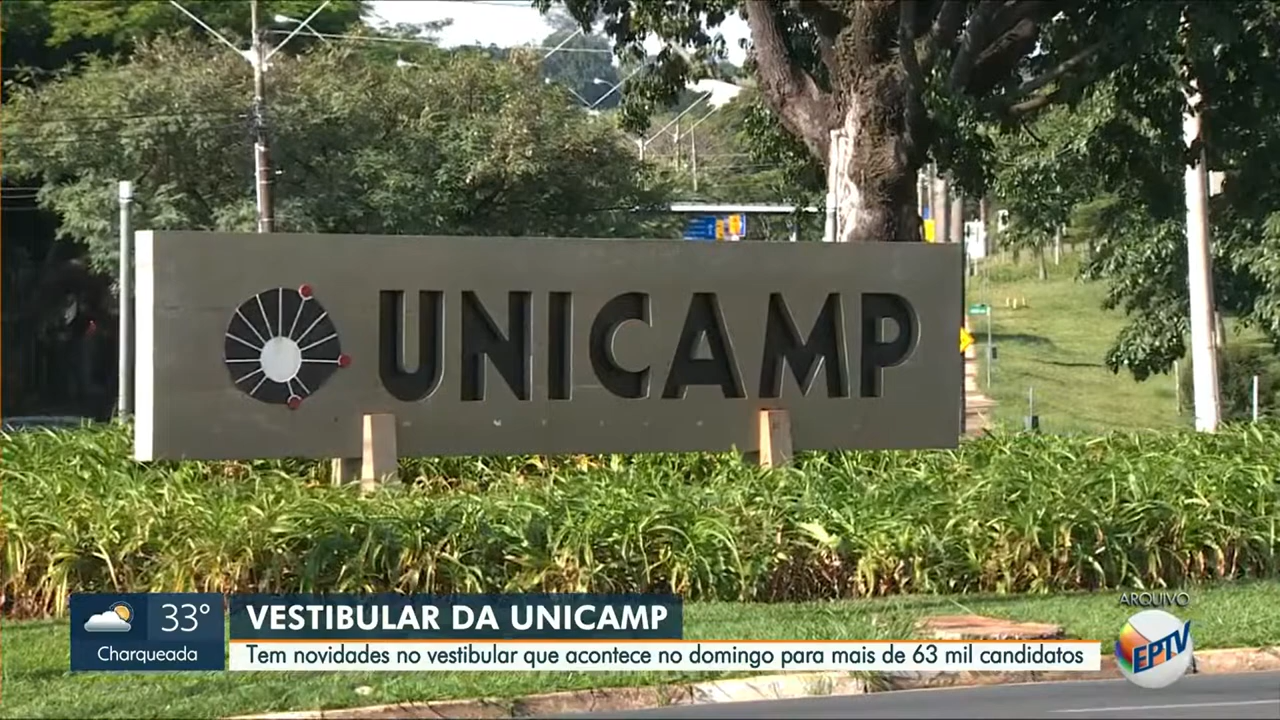 UNICAMP
ARQUIVO
33°
Charqueada
VESTIBULAR DA UNICAMP
Tem novidades no vestibular que acontece no domingo para mais de 63 mil candidatos
EPTV